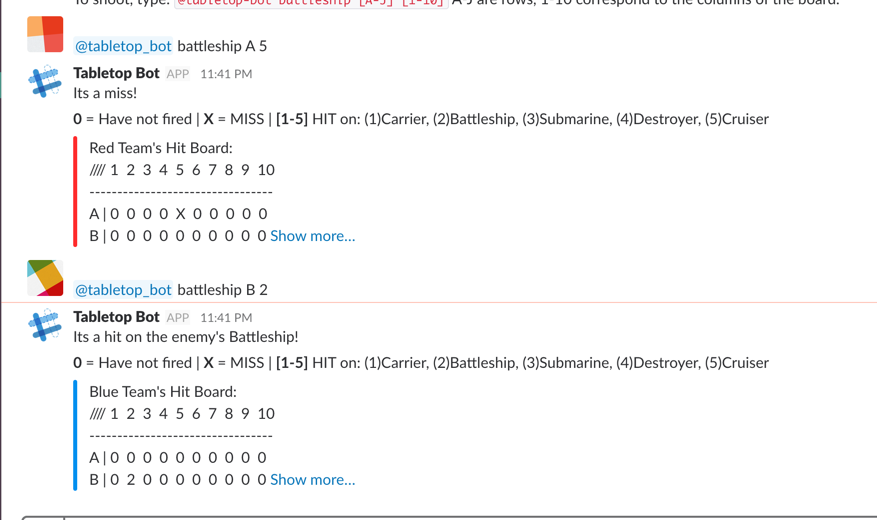 To shoot, type: @tabletop-bot battleship [A-J] [1-10] A-J are rows, 1-10 correspond to the columns of the board.
@tabletop_bot battleship A 5
Tabletop Bot APP 11:41 PM
Its a miss!
0 = Have not fired | X = MISS | [1-5] HIT on: (1)Carrier, (2)Battleship, (3)Submarine, (4)Destroyer, (5)Cruiser
Red Team's Hit Board:
//// 1 2 3 4 5 6 7 8 9 10
---------------------------------
A | 0 0 0 0 X 0 0 0 0 0
B | 0 0 0 0 0 0 0 0 0 0 Show more...
@tabletop_bot battleship B 2
Tabletop Bot APP 11:41 PM
Its a hit on the enemy's Battleship!
0 = Have not fired | X = MISS | [1-5] HIT on: (1)Carrier, (2)Battleship, (3)Submarine, (4)Destroyer, (5)Cruiser
Blue Team's Hit Board:
//// 1 2 3 4 5 6 7 8 9 10
---------------------------------
A | 0 0 0 0 0 0 0 0 0 0
B | 0 2 0 0 0 0 0 0 0 0 Show more...